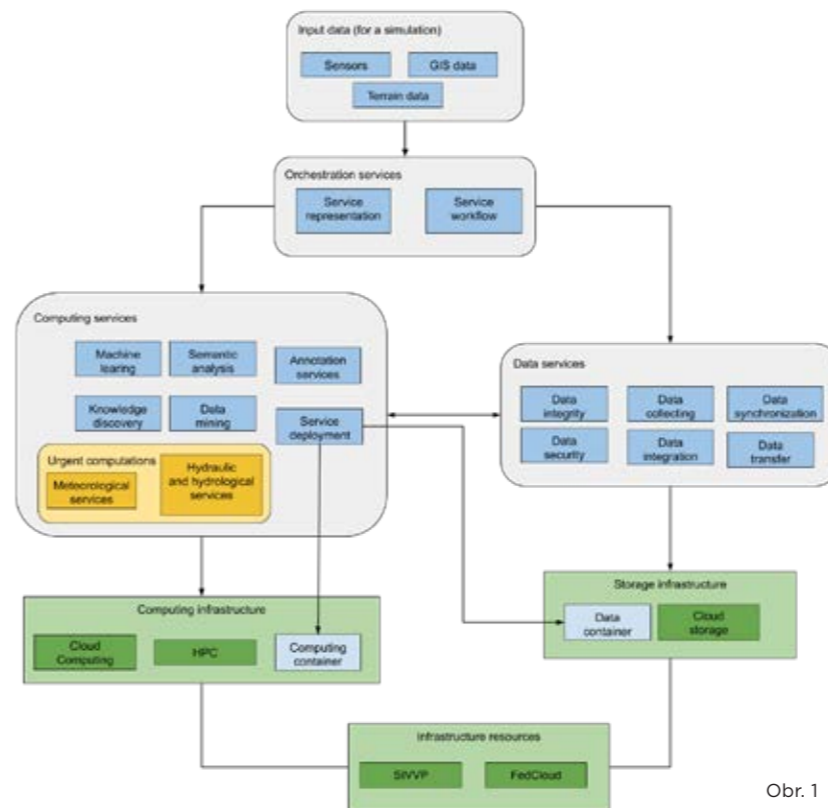 Input data (for a simulation)
Sensors
GIS data
Terrain data
Orchestration services
Service
representation
Service
workflow
Computing services
Machine
learing
Semantic
analysis
Annotation
services
Knowledge
discovery
Data
mining
Service
deployment
Urgent computations
Meteorological
services
Hydraulic
and hydrological
services
Data services
Data
integrity
Data
collecting
Data
synchronization
Data
security
Data
integration
Data
transfer
Computing infrastructure
Cloud
Computing
HPC
Computing
container
Storage infrastructure
Data
container
Cloud
storage
Infrastructure resources
SIVVP
FedCloud
Obr. 1